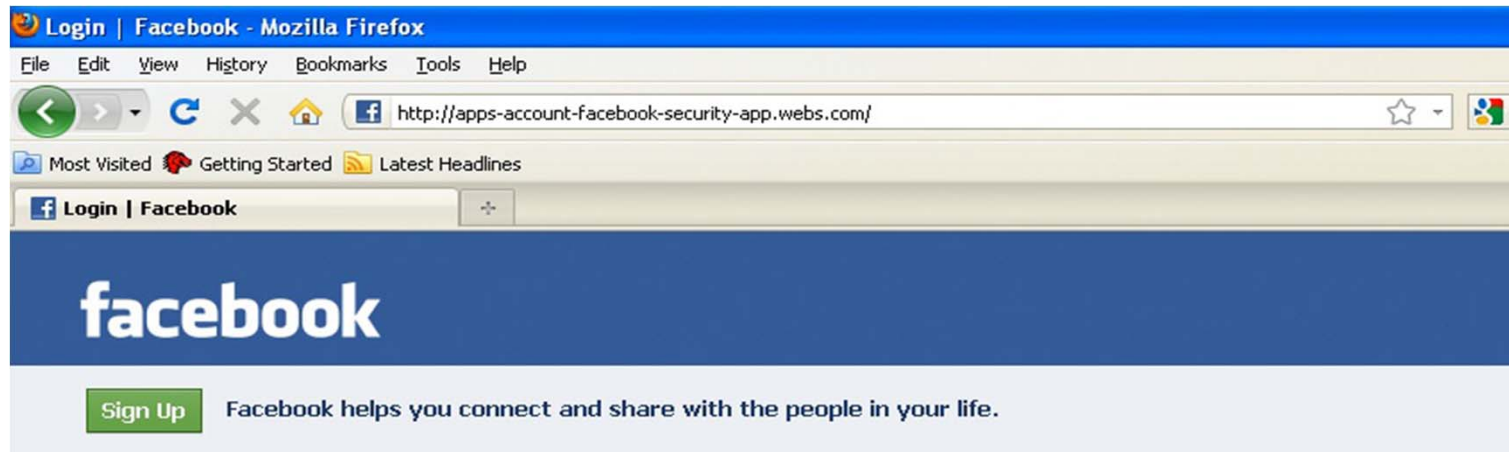 Login | Facebook - Mozilla Firefox
File Edit View History Bookmarks Tools Help
http://apps-account-facebook-security-app.webs.com/
Most Visited Getting Started Latest Headlines
Login | Facebook
facebook
Sign Up Facebook helps you connect and share with the people in your life.